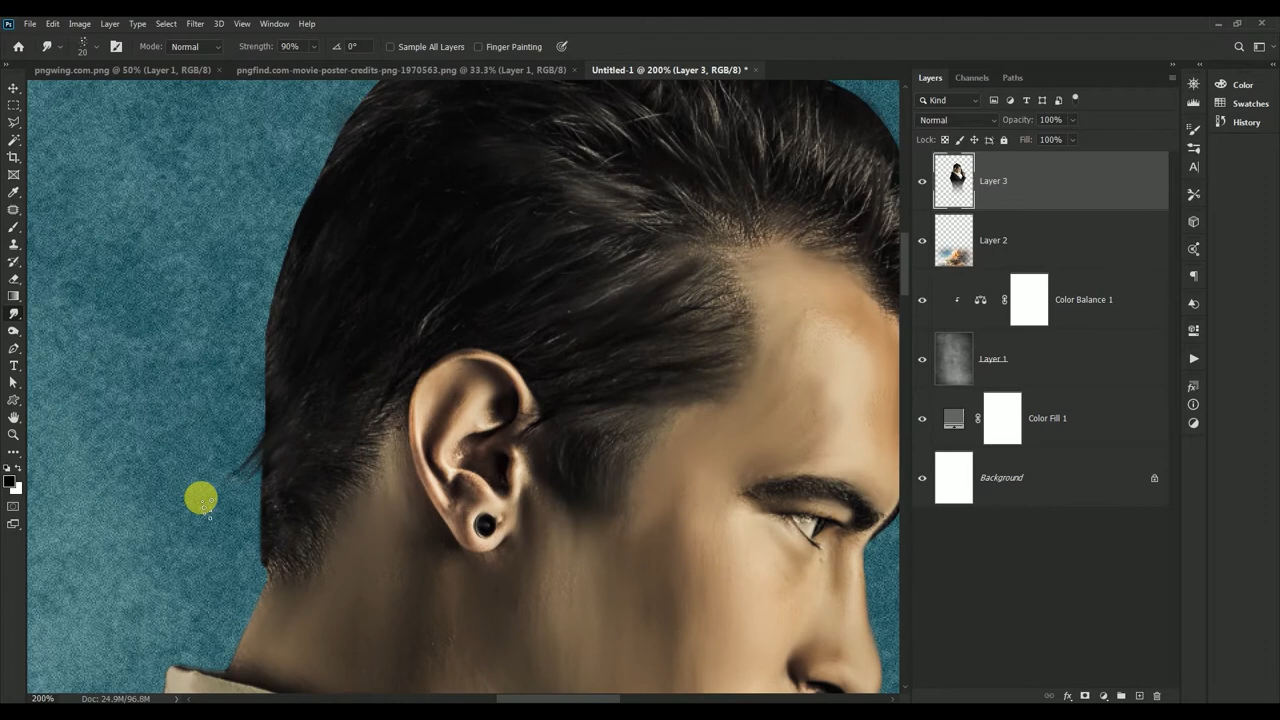 Ps File Edit Image Layer Type Select Filter 3D View Window Help
20 Mode: Normal Strength: 90% 0° Sample All Layers Finger Painting
pngwing.com.png @ 50% (Layer 1, RGB/8) × pngfind.com-movie-poster-credits-png-1970563.png @ 33.3% (Layer 1, RGB/8) × Untitled-1 @ 200% (Layer 3, RGB/8) * ×
Layers Channels Paths
Color
Kind
Swatches
Normal Opacity: 100%
History
Lock: Fill: 100%
Layer 3
Layer 2
Color Balance 1
Layer 1
Color Fill 1
Background
200% Doc: 24.9M/96.8M